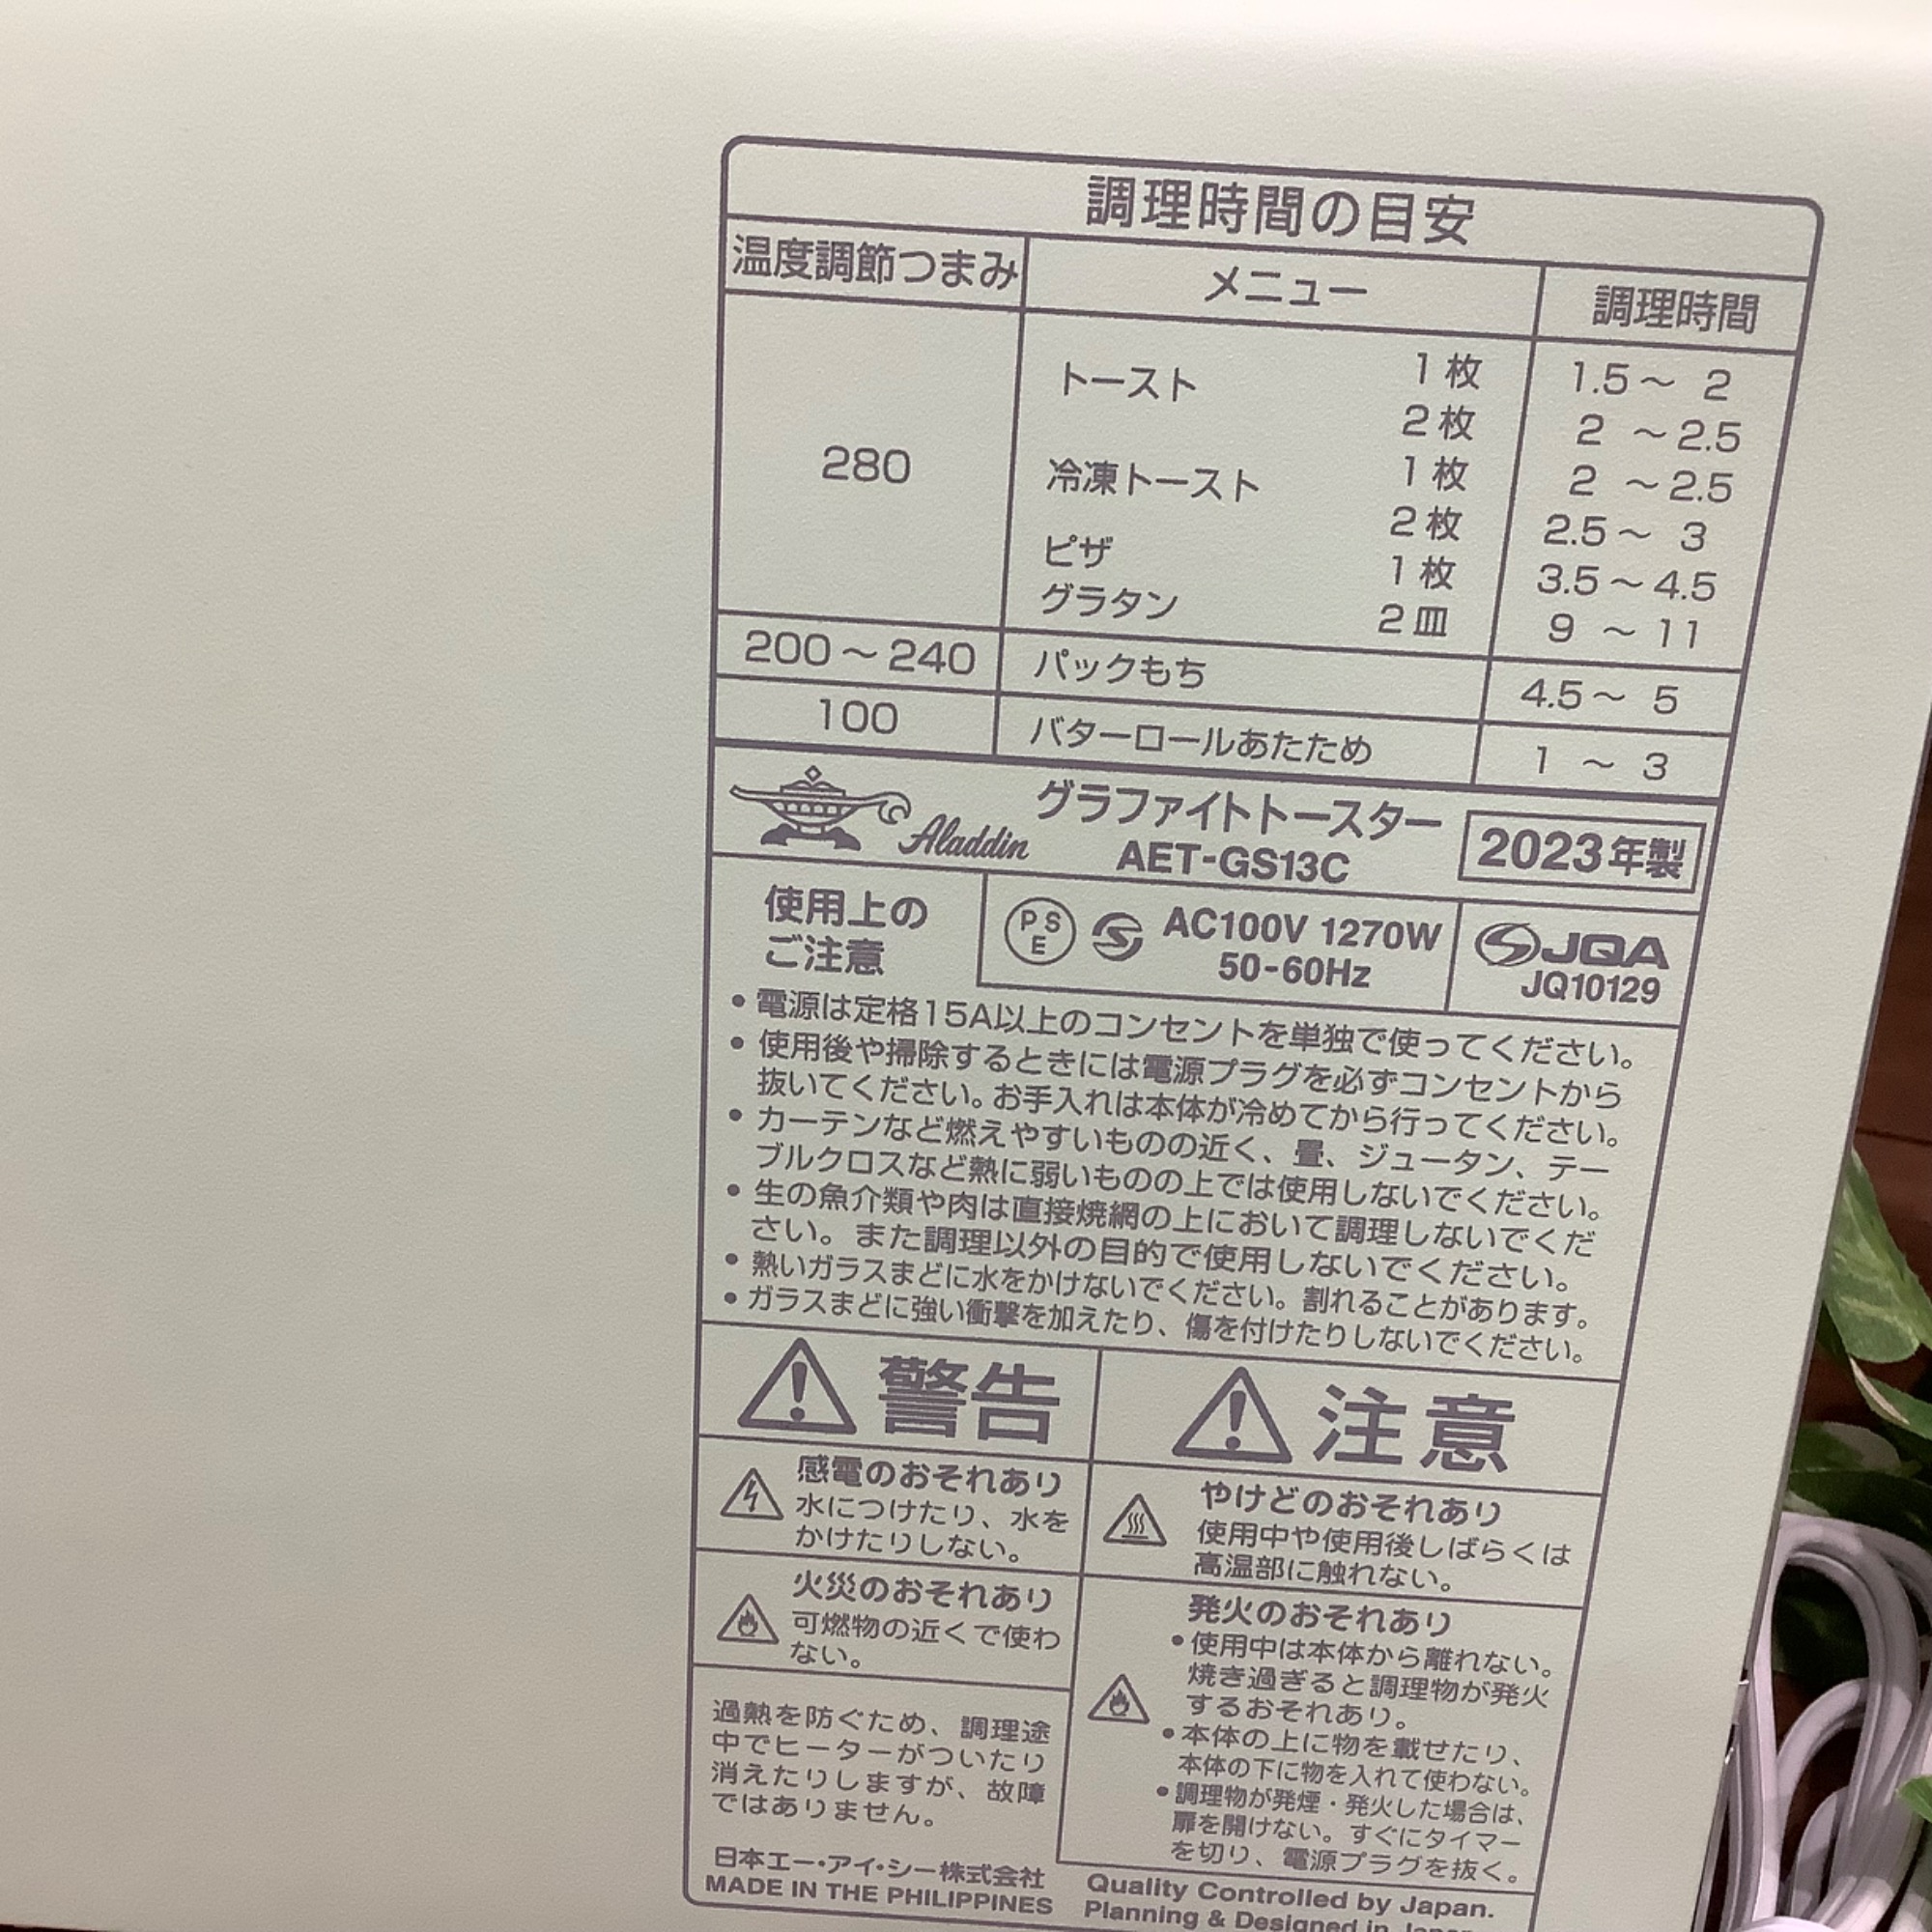 調理時間の目安
温度調節つまみ メニュー 調理時間
280
トースト 1枚 1.5～ 2
2枚 2 ～2.5
冷凍トースト 1枚 2 ～2.5
2枚 2.5～ 3
ピザ 1枚 3.5～4.5
グラタン 2皿 9 ～11
200～240 パックもち 4.5～ 5
100 バターロールあたため 1 ～ 3
Aladdin
グラファイトトースター
AET-GS13C
2023年製
使用上の
ご注意
PSE
AC100V 1270W
50-60Hz
JQA
JQ10129
• 電源は定格15A以上のコンセントを単独で使ってください。
• 使用後や掃除するときには電源プラグを必ずコンセントから
抜いてください。お手入れは本体が冷めてから行ってください。
• カーテンなど燃えやすいものの近く、畳、ジュータン、テー
ブルクロスなど熱に弱いものの上では使用しないでください。
• 生の魚介類や肉は直接焼網の上において調理しないでくだ
さい。また調理以外の目的で使用しないでください。
• 熱いガラスまどに水をかけないでください。割れることがあります。
• ガラスまどに強い衝撃を加えたり、傷を付けたりしないでください。
警告
感電のおそれあり
水につけたり、水を
かけたりしない。
火災のおそれあり
可燃物の近くで使わ
ない。
過熱を防ぐため、調理途
中でヒーターがついたり
消えたりしますが、故障
ではありません。
日本エー・アイ・シー株式会社
MADE IN THE PHILIPPINES
注意
やけどのおそれあり
使用中や使用後しばらくは
高温部に触れない。
発火のおそれあり
• 使用中は本体から離れない。
焼き過ぎると調理物が発火
するおそれあり。
• 本体の上に物を載せたり、
本体の下に物を入れて使わない。
• 調理物が発煙・発火した場合は、
扉を開けない。すぐにタイマー
を切り、電源プラグを抜く。
Quality Controlled by Japan.
Planning & Designed in Japan.